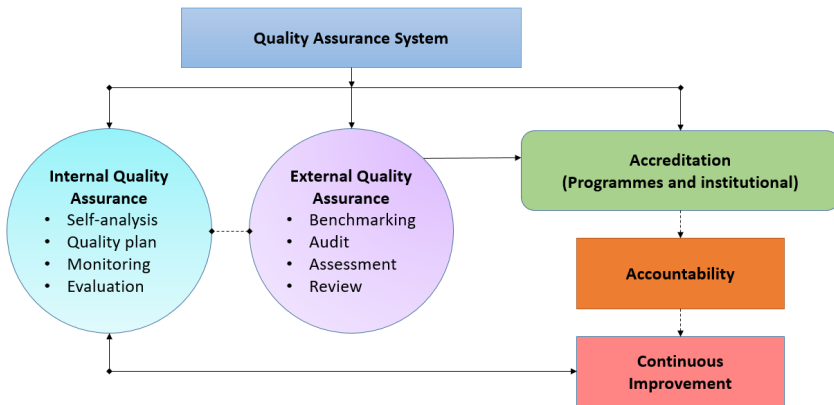 Quality Assurance System
Internal Quality
Assurance
• Self-analysis
• Quality plan
• Monitoring
• Evaluation
External Quality
Assurance
• Benchmarking
• Audit
• Assessment
• Review
Accreditation
(Programmes and institutional)
Accountability
Continuous
Improvement